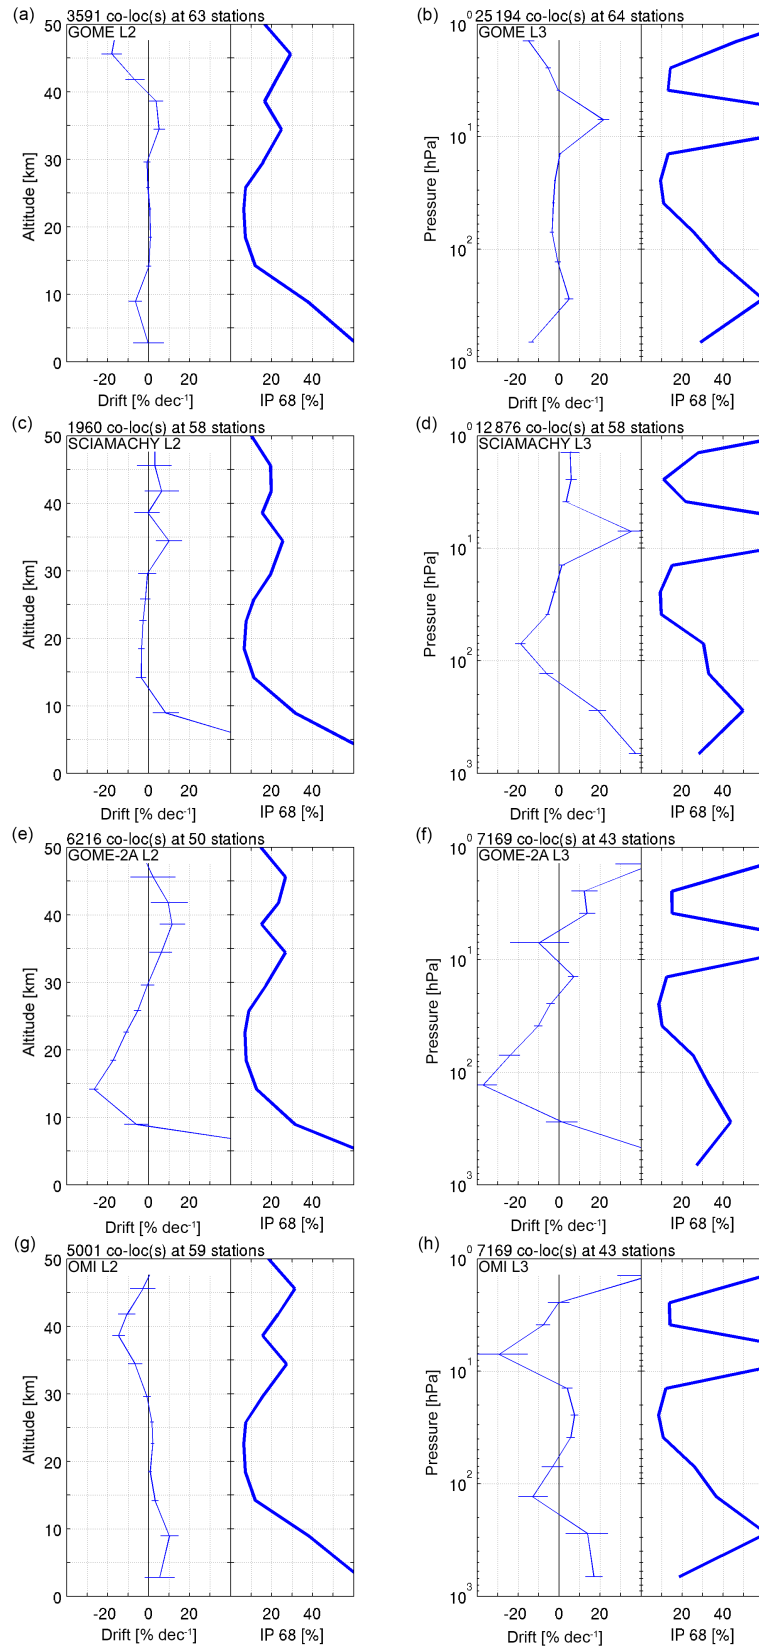 (a) 3591 co-loc(s) at 63 stations
GOME L2
50
40
30
20
10
0
Altitude [km]
-20 0 20 20 40
Drift [% dec⁻¹] IP 68 [%]
(b) 25 194 co-loc(s) at 64 stations
GOME L3
10⁰
10¹
10²
10³
Pressure [hPa]
-20 0 20 20 40
Drift [% dec⁻¹] IP 68 [%]
(c) 1960 co-loc(s) at 58 stations
SCIAMACHY L2
50
40
30
20
10
0
Altitude [km]
-20 0 20 20 40
Drift [% dec⁻¹] IP 68 [%]
(d) 12 876 co-loc(s) at 58 stations
SCIAMACHY L3
10⁰
10¹
10²
10³
Pressure [hPa]
-20 0 20 20 40
Drift [% dec⁻¹] IP 68 [%]
(e) 6216 co-loc(s) at 50 stations
GOME-2A L2
50
40
30
20
10
0
Altitude [km]
-20 0 20 20 40
Drift [% dec⁻¹] IP 68 [%]
(f) 7169 co-loc(s) at 43 stations
GOME-2A L3
10⁰
10¹
10²
10³
Pressure [hPa]
-20 0 20 20 40
Drift [% dec⁻¹] IP 68 [%]
(g) 5001 co-loc(s) at 59 stations
OMI L2
50
40
30
20
10
0
Altitude [km]
-20 0 20 20 40
Drift [% dec⁻¹] IP 68 [%]
(h) 7169 co-loc(s) at 43 stations
OMI L3
10⁰
10¹
10²
10³
Pressure [hPa]
-20 0 20 20 40
Drift [% dec⁻¹] IP 68 [%]